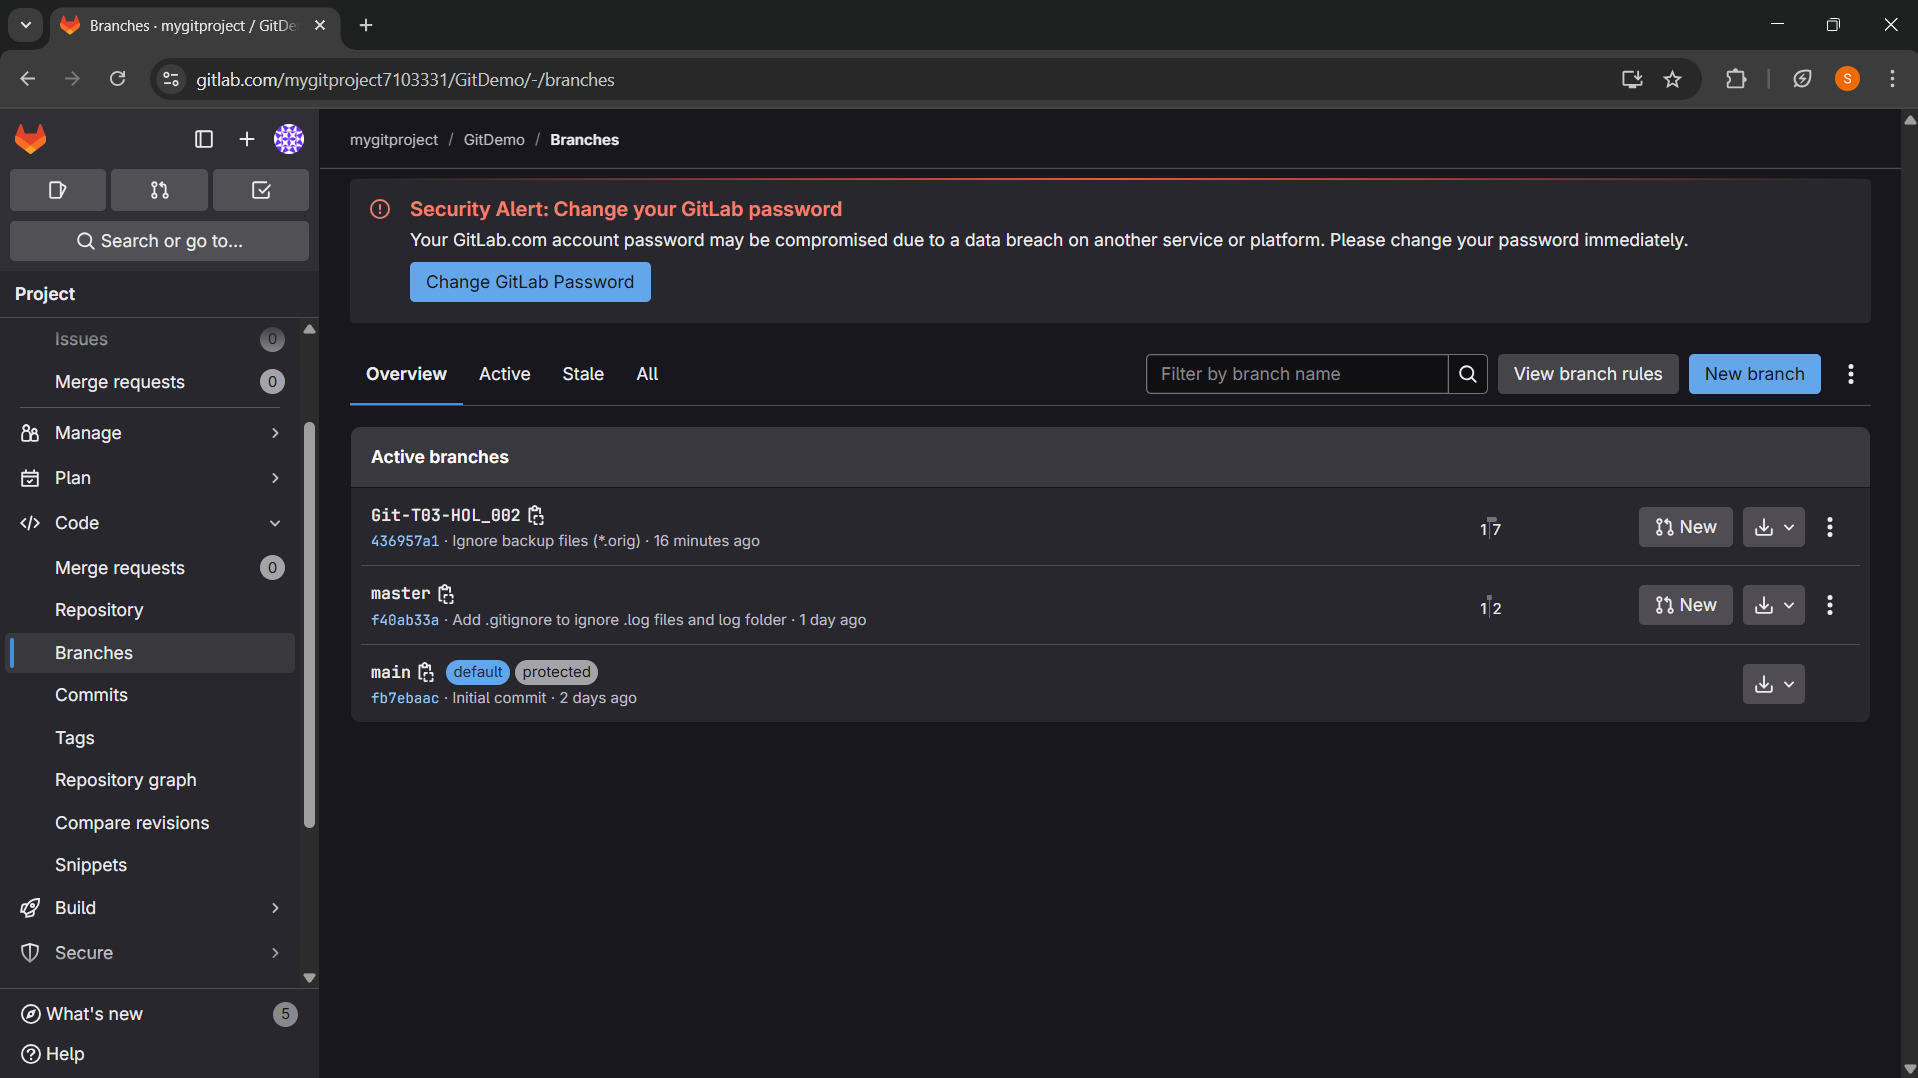 Branches · mygitproject / GitDe
gitlab.com/mygitproject7103331/GitDemo/-/branches
S
mygitproject / GitDemo / Branches
Search or go to...
Project
Issues 0
Merge requests 0
Manage
Plan
Code
Merge requests 0
Repository
Branches
Commits
Tags
Repository graph
Compare revisions
Snippets
Build
Secure
What's new 5
Help
Security Alert: Change your GitLab password
Your GitLab.com account password may be compromised due to a data breach on another service or platform. Please change your password immediately.
Change GitLab Password
Overview Active Stale All
Filter by branch name
View branch rules
New branch
Active branches
Git-T03-HOL_002
436957a1 · Ignore backup files (*.orig) · 16 minutes ago
1 7
New
master
f40ab33a · Add .gitignore to ignore .log files and log folder · 1 day ago
1 2
New
main default protected
fb7ebaac · Initial commit · 2 days ago